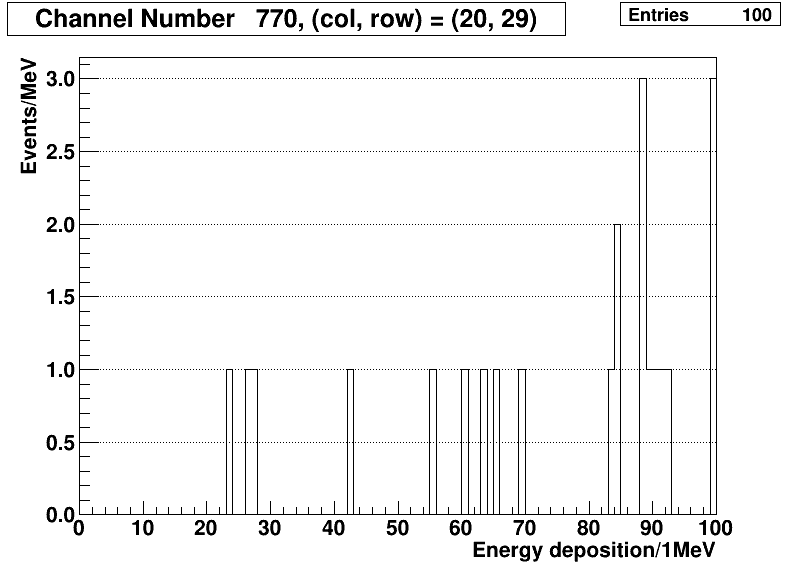 Channel Number 770, (col, row) = (20, 29)
Entries 100
Events/MeV
3.0
2.5
2.0
1.5
1.0
0.5
0.0
0 10 20 30 40 50 60 70 80 90 100
Energy deposition/1MeV